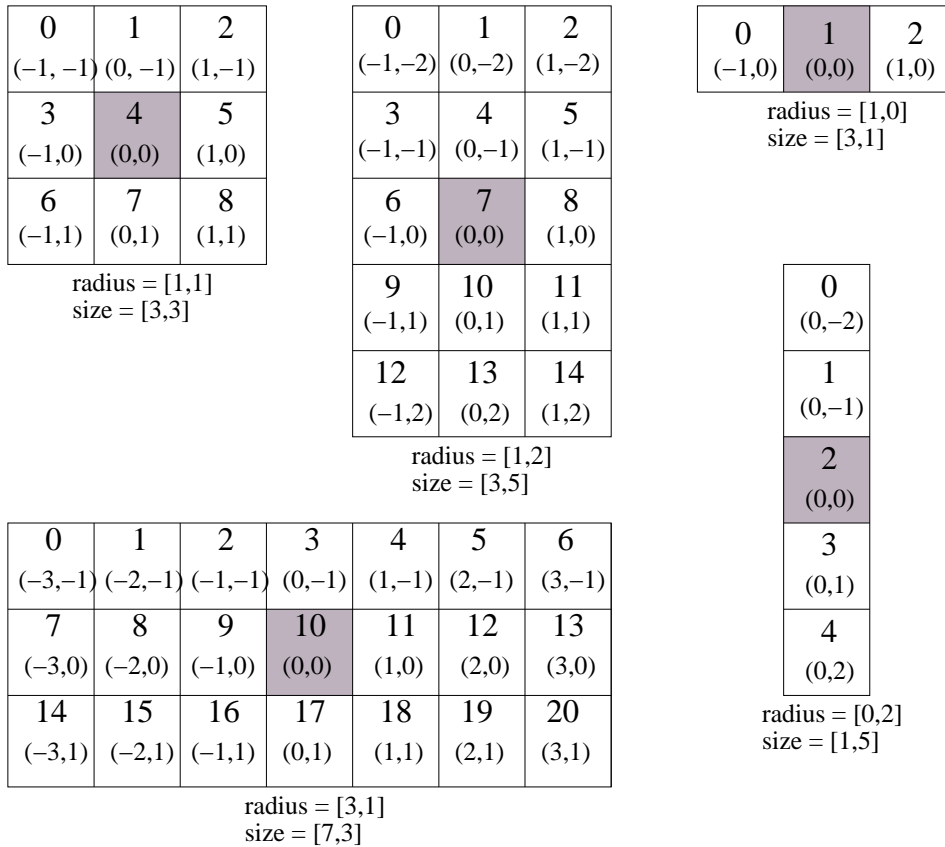 0 1 2
(−1, −1) (0, −1) (1,−1)
3 4 5
(−1,0) (0,0) (1,0)
6 7 8
(−1,1) (0,1) (1,1)
radius = [1,1]
size = [3,3]
0 1 2
(−1,−2) (0,−2) (1,−2)
3 4 5
(−1,−1) (0,−1) (1,−1)
6 7 8
(−1,0) (0,0) (1,0)
9 10 11
(−1,1) (0,1) (1,1)
12 13 14
(−1,2) (0,2) (1,2)
radius = [1,2]
size = [3,5]
0 1 2
(−1,0) (0,0) (1,0)
radius = [1,0]
size = [3,1]
0
(0,−2)
1
(0,−1)
2
(0,0)
3
(0,1)
4
(0,2)
radius = [0,2]
size = [1,5]
0 1 2 3 4 5 6
(−3,−1) (−2,−1) (−1,−1) (0,−1) (1,−1) (2,−1) (3,−1)
7 8 9 10 11 12 13
(−3,0) (−2,0) (−1,0) (0,0) (1,0) (2,0) (3,0)
14 15 16 17 18 19 20
(−3,1) (−2,1) (−1,1) (0,1) (1,1) (2,1) (3,1)
radius = [3,1]
size = [7,3]